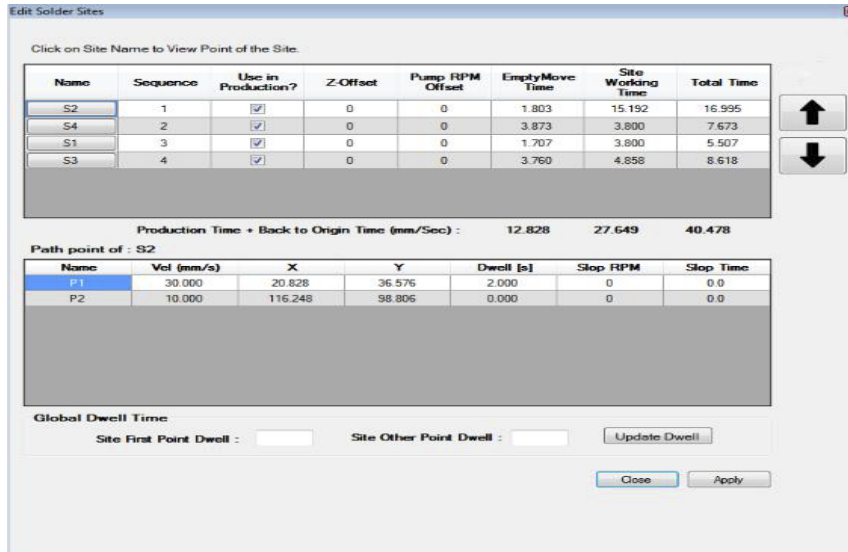 Edit Solder Sites
Click on Site Name to View Point of the Site.
Name Sequence Use in Production? Z-Offset Pump RPM Offset EmptyMove Time Site Working Time Total Time
S2 1 0 0 1.803 15.192 16.995
S4 2 0 0 3.873 3.800 7.673
S1 3 0 0 1.707 3.800 5.507
S3 4 0 0 3.760 4.858 8.618
Production Time + Back to Origin Time (mm/Sec) : 12.828 27.649 40.478
Path point of : S2
Name Vel (mm/s) X Y Dwell [s] Slop RPM Slop Time
P1 30.000 20.828 36.576 2.000 0 0.0
P2 10.000 116.248 98.806 0.000 0 0.0
Global Dwell Time
Site First Point Dwell : Site Other Point Dwell : Update Dwell
Close Apply